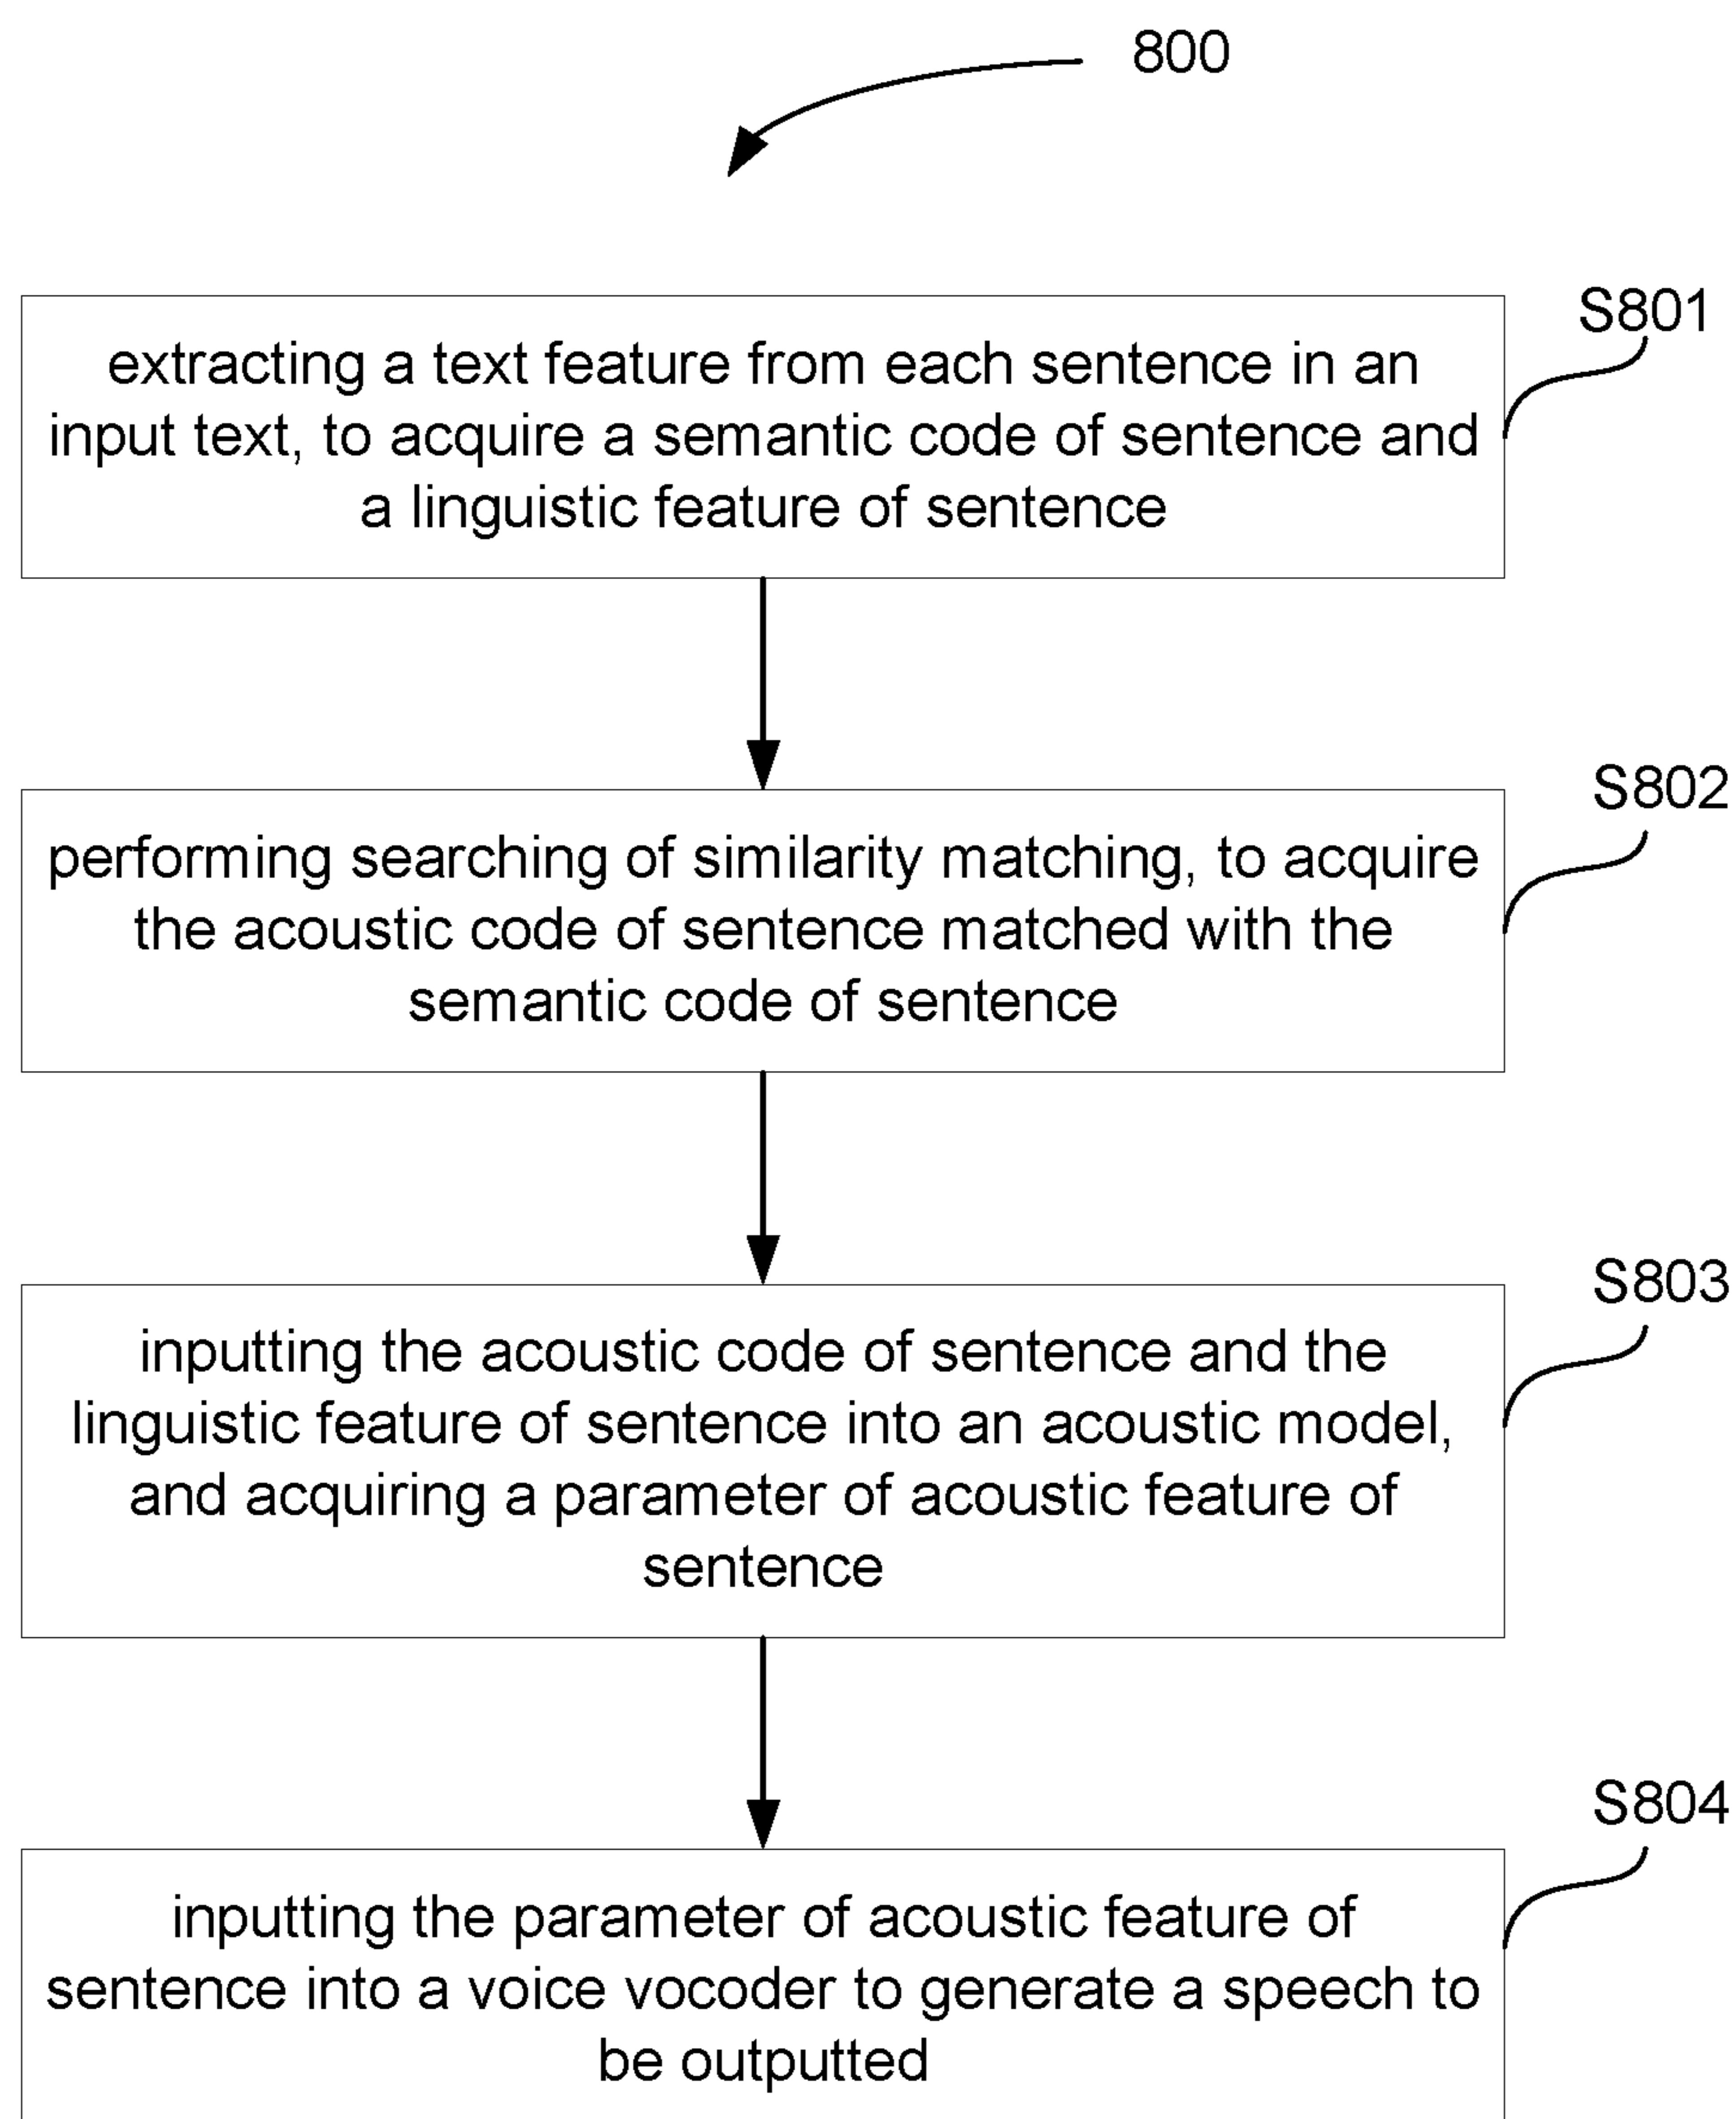 800
S801
extracting a text feature from each sentence in an
input text, to acquire a semantic code of sentence and
a linguistic feature of sentence
S802
performing searching of similarity matching, to acquire
the acoustic code of sentence matched with the
semantic code of sentence
S803
inputting the acoustic code of sentence and the
linguistic feature of sentence into an acoustic model,
and acquiring a parameter of acoustic feature of
sentence
S804
inputting the parameter of acoustic feature of
sentence into a voice vocoder to generate a speech to
be outputted